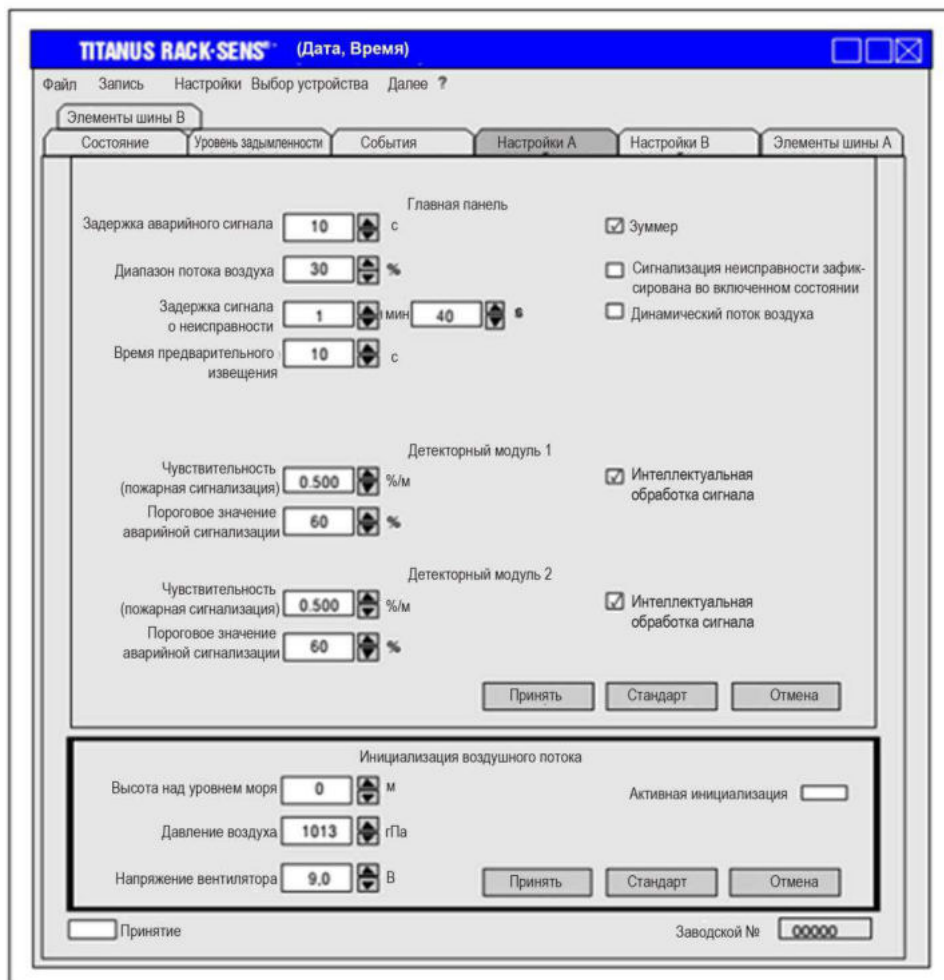 TITANUS RACK·SENS® (Дата, Время)
Файл Запись Настройки Выбор устройства Далее ?
Элементы шины В
Состояние Уровень задымленности События Настройки А Настройки В Элементы шины А
Главная панель
Задержка аварийного сигнала 10 с
Зуммер
Диапазон потока воздуха 30 %
Сигнализация неисправности зафик-
сирована во включенном состоянии
Задержка сигнала
о неисправности 1 мин 40 s
Динамический поток воздуха
Время предварительного
извещения 10 с
Детекторный модуль 1
Чувствительность
(пожарная сигнализация) 0.500 %/м
Интеллектуальная
обработка сигнала
Пороговое значение
аварийной сигнализации 60 %
Детекторный модуль 2
Чувствительность
(пожарная сигнализация) 0.500 %/м
Интеллектуальная
обработка сигнала
Пороговое значение
аварийной сигнализации 60 %
Принять Стандарт Отмена
Инициализация воздушного потока
Высота над уровнем моря 0 м
Активная инициализация
Давление воздуха 1013 гПа
Напряжение вентилятора 9,0 В
Принять Стандарт Отмена
Принятие
Заводской № 00000